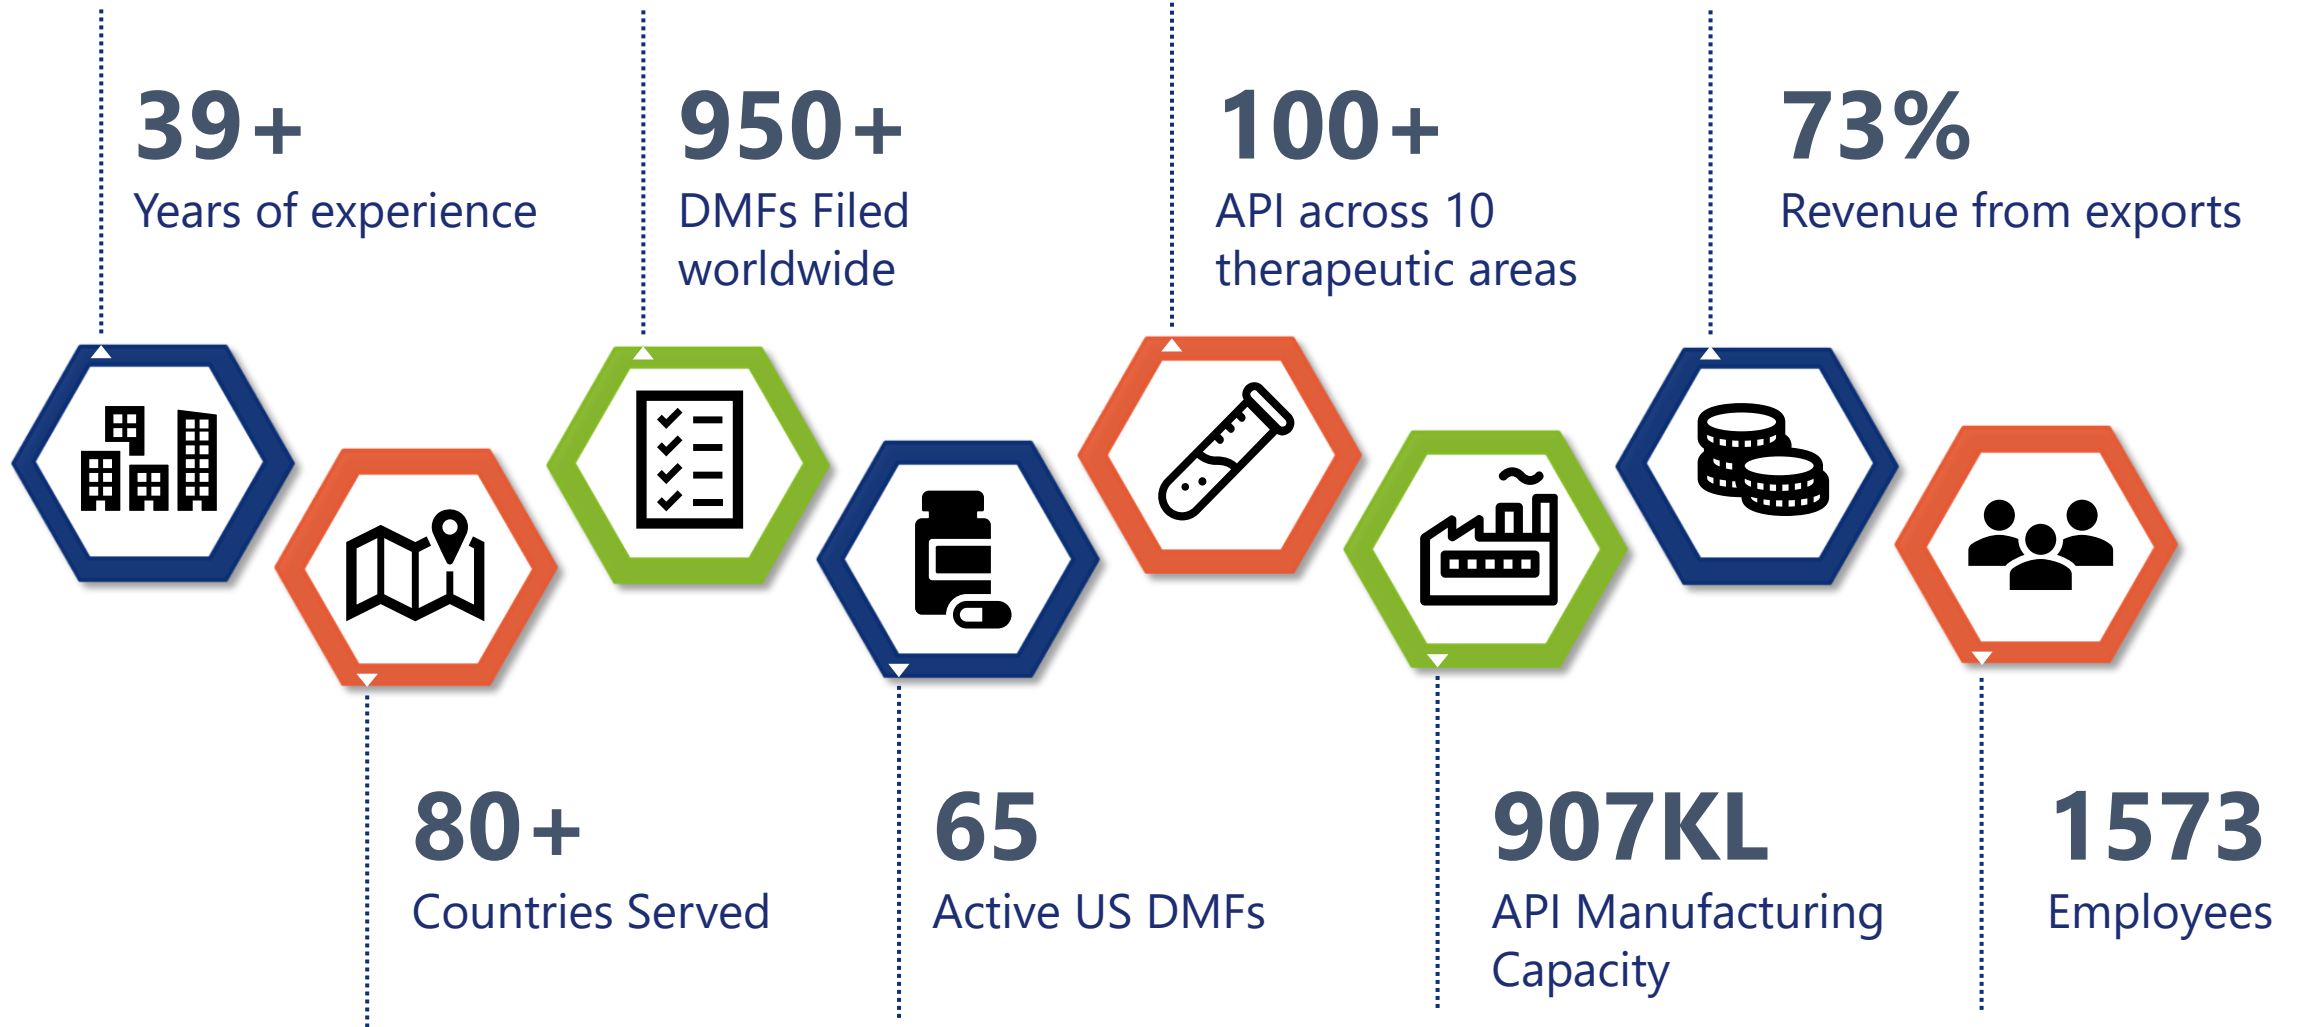 39+
Years of experience
950+
DMFs Filed
worldwide
100+
API across 10
therapeutic areas
73%
Revenue from exports
80+
Countries Served
65
Active US DMFs
907KL
API Manufacturing
Capacity
1573
Employees